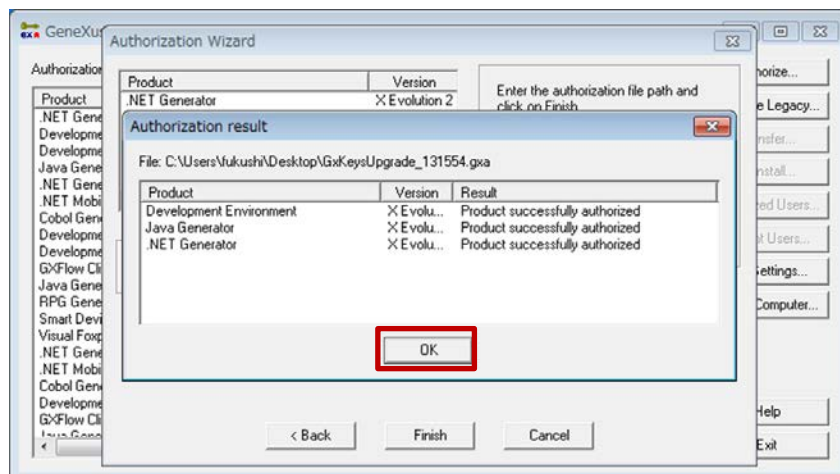 GeneXus
Authorization Wizard
Authorization
Product
.NET Gene
Developme
Developme
Java Gene
.NET Gene
.NET Mobi
Cobol Gene
Developme
Developme
GXFlow Cli
Java Gene
RPG Gene
Smart Devi
Visual Foxp
.NET Gene
.NET Mobi
Cobol Gene
Developme
GXFlow Cli
Product Version
.NET Generator X Evolution 2
Enter the authorization file path and
click on Finish
Authorization result
File: C:\Users\fukushi\Desktop\GxKeysUpgrade_131554.gxa
Product Version Result
Development Environment X Evolu... Product successfully authorized
Java Generator X Evolu... Product successfully authorized
.NET Generator X Evolu... Product successfully authorized
OK
< Back Finish Cancel
horize...
e Legacy...
nsfer...
nstall...
zed Users...
t Users...
Settings...
Computer...
Help
Exit